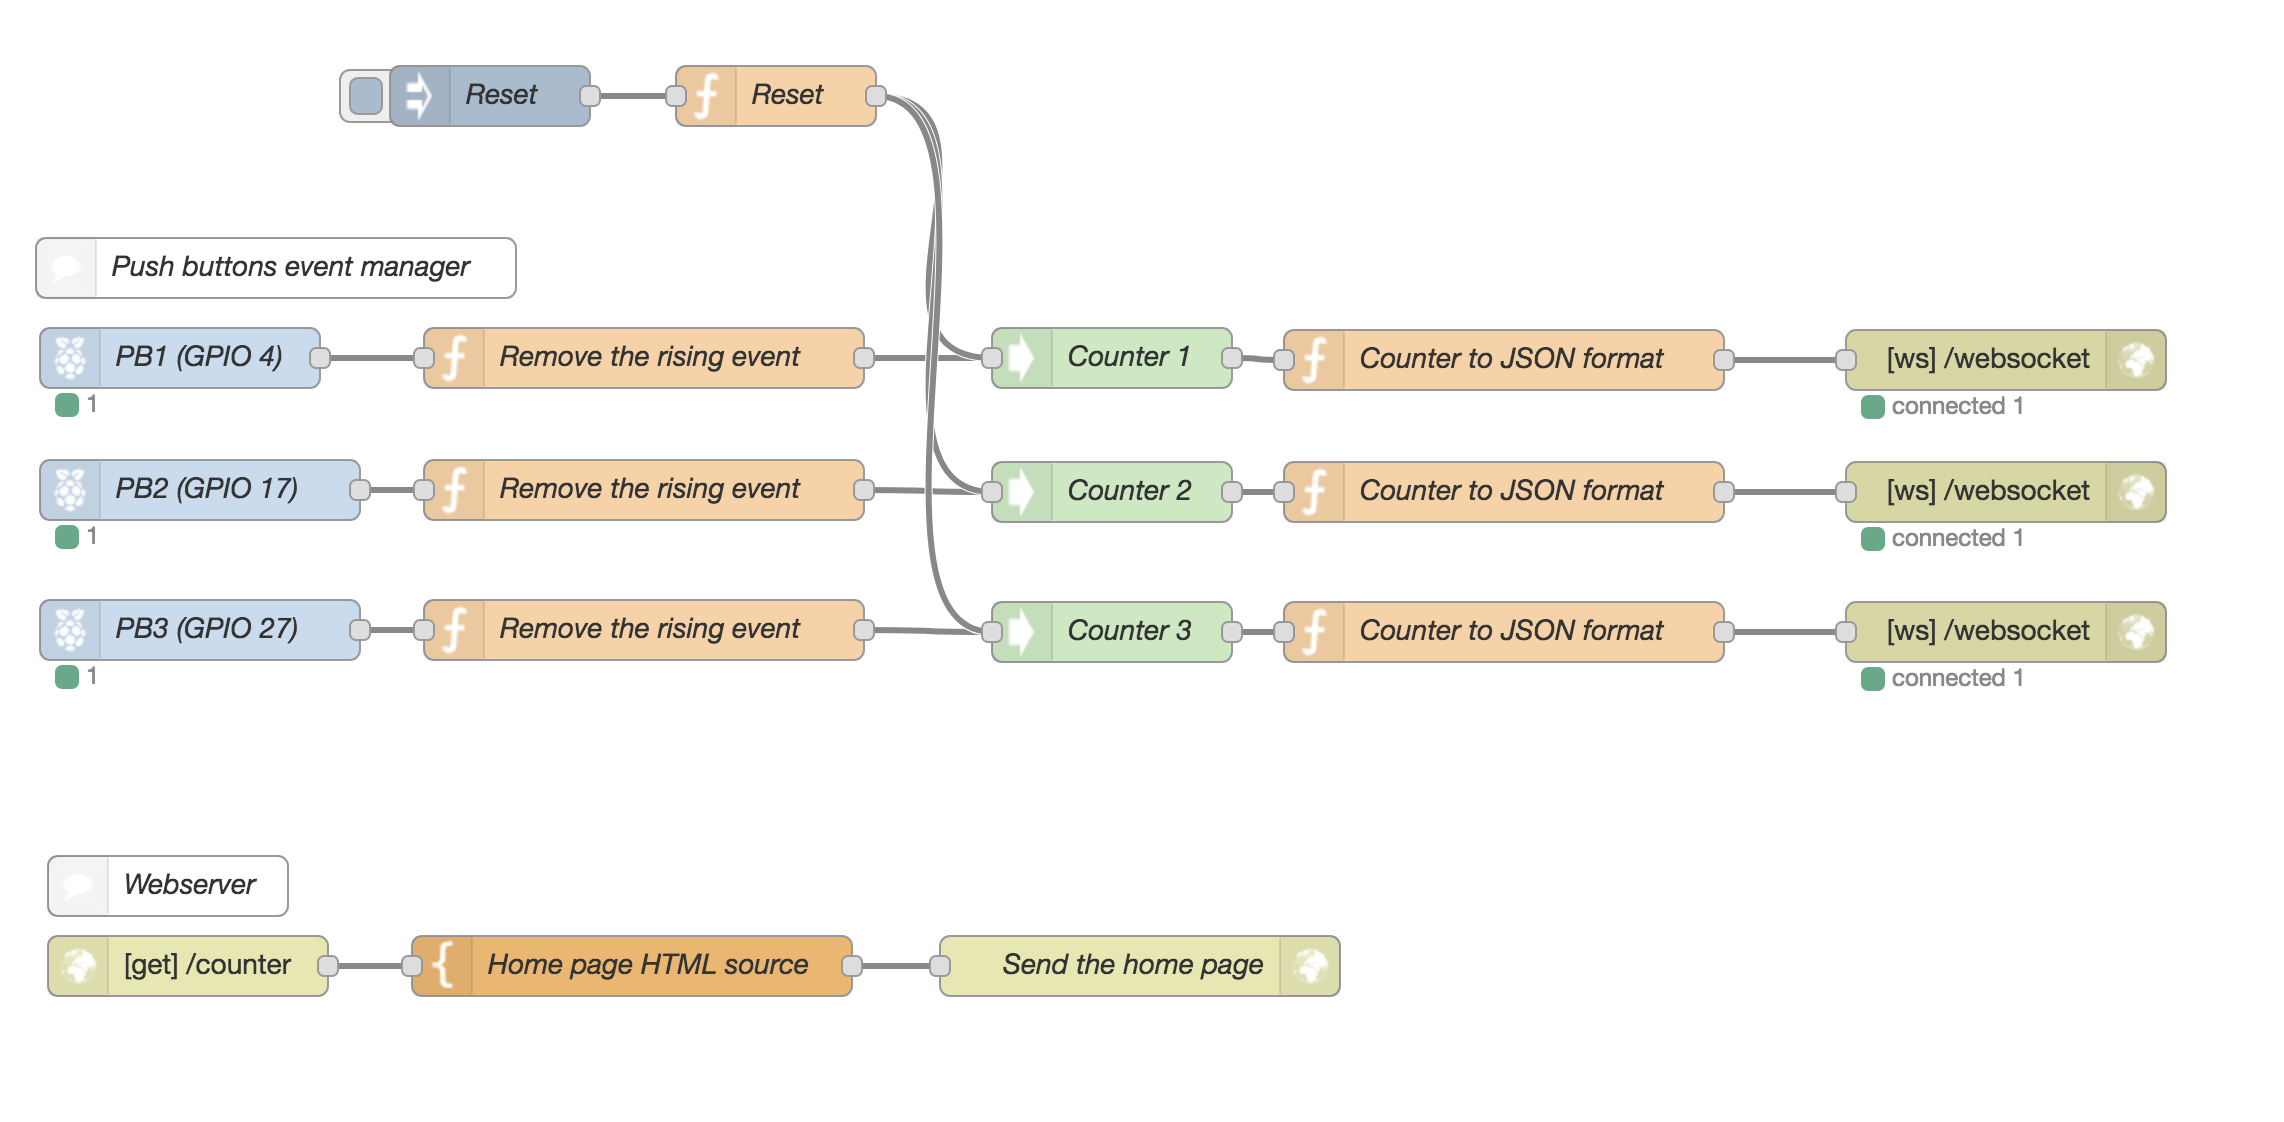 Reset
Reset
Push buttons event manager
PB1 (GPIO 4)
Remove the rising event
Counter 1
Counter to JSON format
[ws] /websocket
1
connected 1
PB2 (GPIO 17)
Remove the rising event
Counter 2
Counter to JSON format
[ws] /websocket
1
connected 1
PB3 (GPIO 27)
Remove the rising event
Counter 3
Counter to JSON format
[ws] /websocket
1
connected 1
Webserver
[get] /counter
Home page HTML source
Send the home page